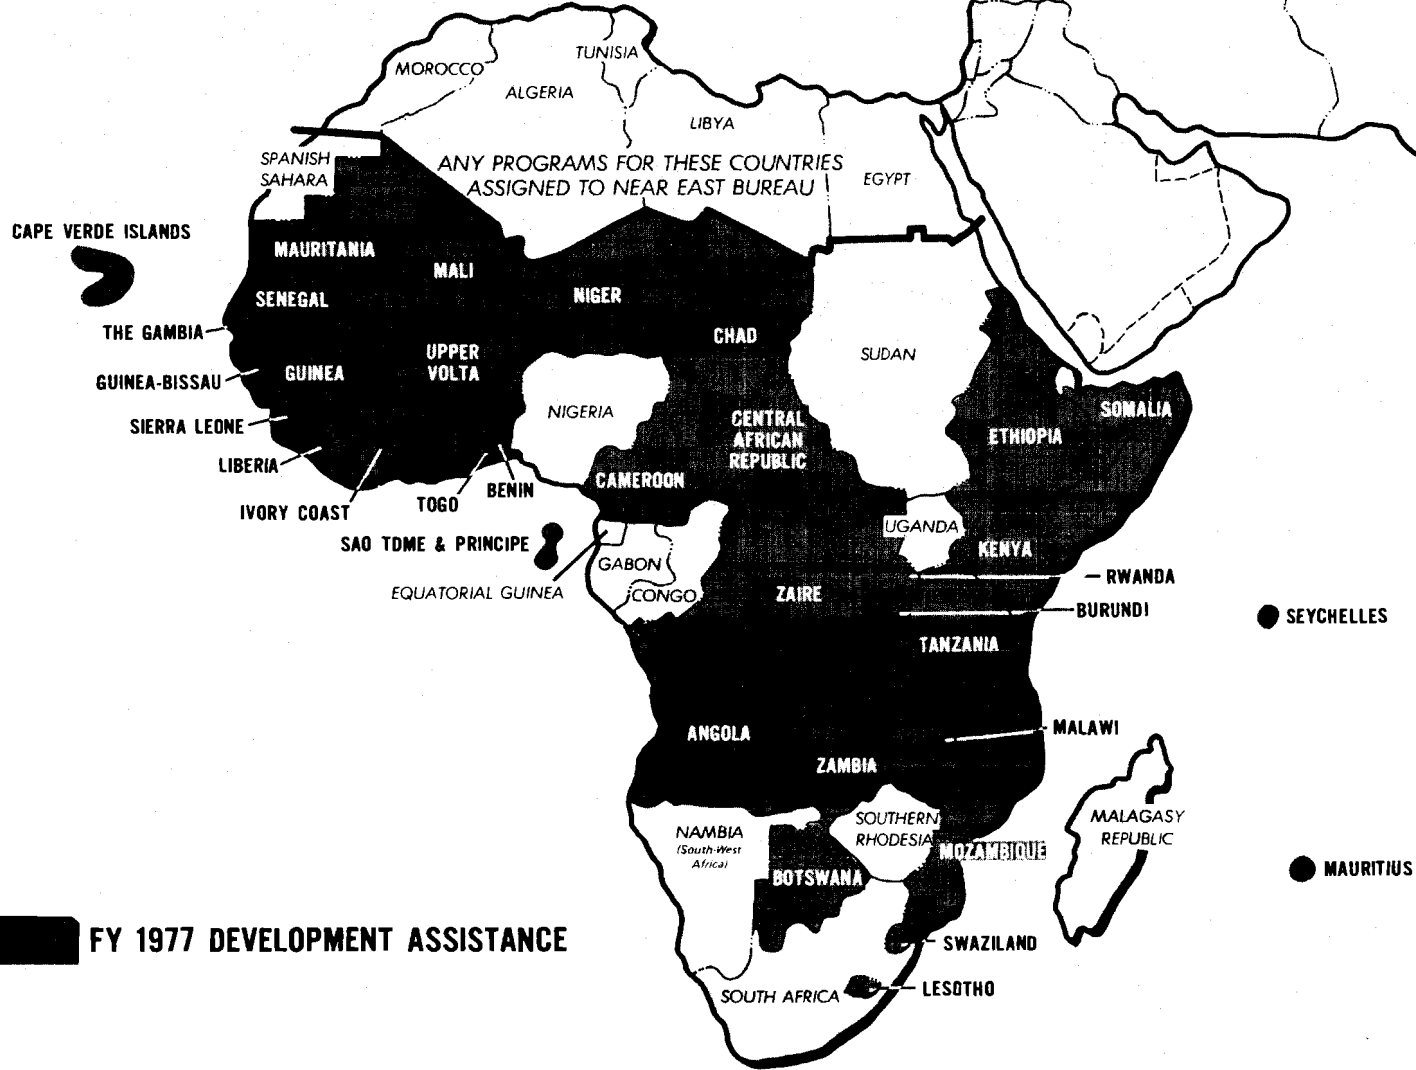 TUNISIA
MOROCCO
ALGERIA
LIBYA
SPANISH
SAHARA
ANY PROGRAMS FOR THESE COUNTRIES
ASSIGNED TO NEAR EAST BUREAU
EGYPT
CAPE VERDE ISLANDS
MAURITANIA
MALI
SENEGAL
NIGER
THE GAMBIA
CHAD
UPPER
VOLTA
SUDAN
GUINEA-BISSAU
GUINEA
NIGERIA
SOMALIA
SIERRA LEONE
CENTRAL
AFRICAN
REPUBLIC
ETHIOPIA
LIBERIA
CAMEROON
IVORY COAST
TOGO
BENIN
UGANDA
SAO TOME & PRINCIPE
KENYA
GABON
EQUATORIAL GUINEA
CONGO
ZAIRE
RWANDA
BURUNDI
SEYCHELLES
TANZANIA
ANGOLA
MALAWI
ZAMBIA
NAMBIA
(South-West
Africa)
SOUTHERN
RHODESIA
MOZAMBIQUE
MALAGASY
REPUBLIC
BOTSWANA
MAURITIUS
FY 1977 DEVELOPMENT ASSISTANCE
SWAZILAND
SOUTH AFRICA
LESOTHO